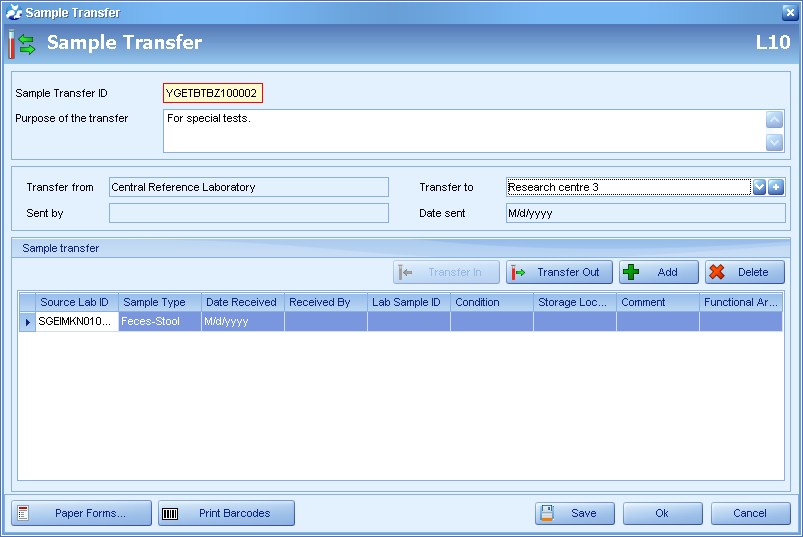 Sample Transfer
Sample Transfer L10
Sample Transfer ID YGETBTBZ100002
Purpose of the transfer For special tests.
Transfer from Central Reference Laboratory Transfer to Research centre 3
Sent by Date sent M/d/yyyy
Sample transfer
Transfer In Transfer Out Add Delete
Source Lab ID Sample Type Date Received Received By Lab Sample ID Condition Storage Loc... Comment Functional Ar...
SGEIMKN010... Feces-Stool M/d/yyyy
Paper Forms... Print Barcodes Save Ok Cancel